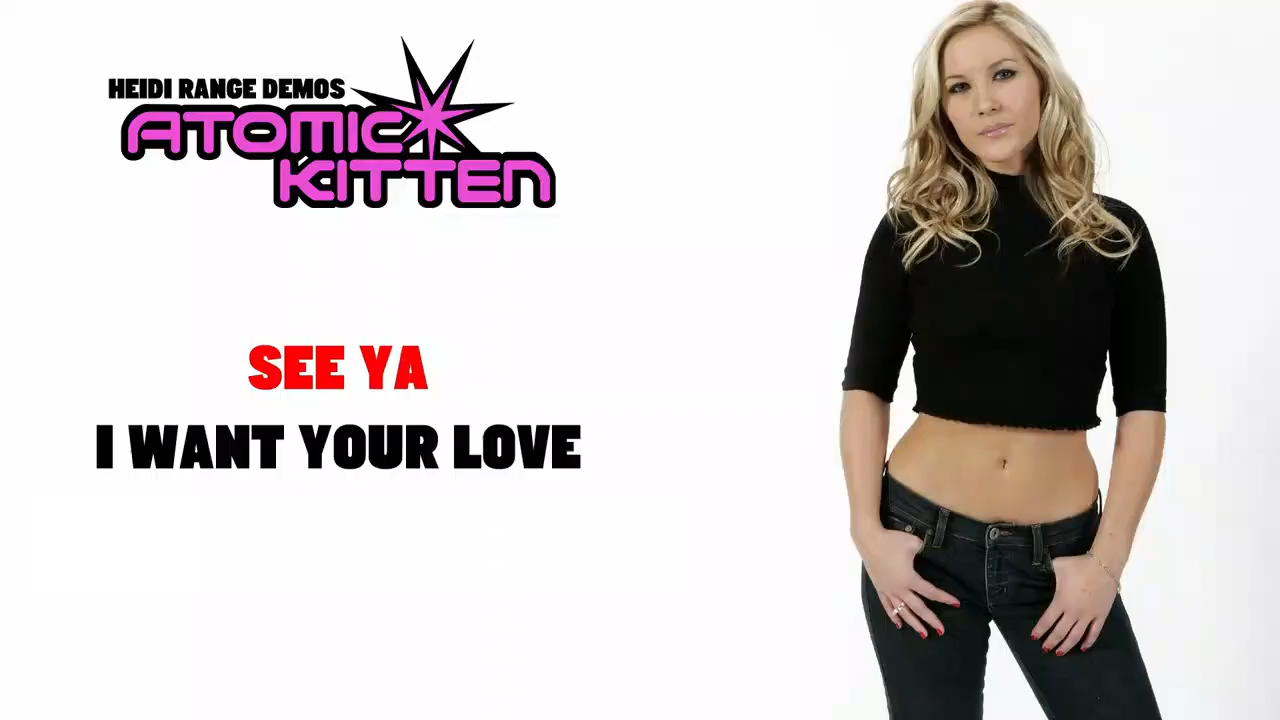 HEIDI RANGE DEMOS
ATOMIC
KITTEN
SEE YA
I WANT YOUR LOVE